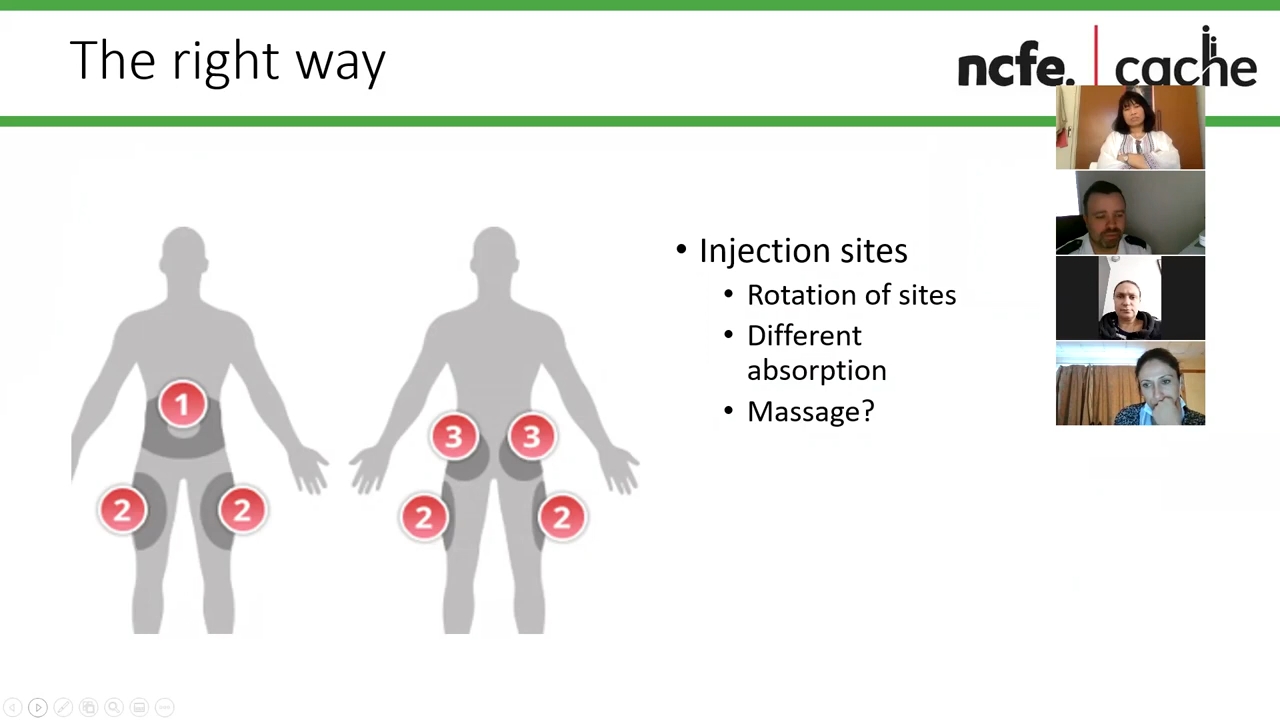 The right way
ncfe.
cache
• Injection sites
• Rotation of sites
• Different
absorption
• Massage?
1
2
2
3
3
2
2